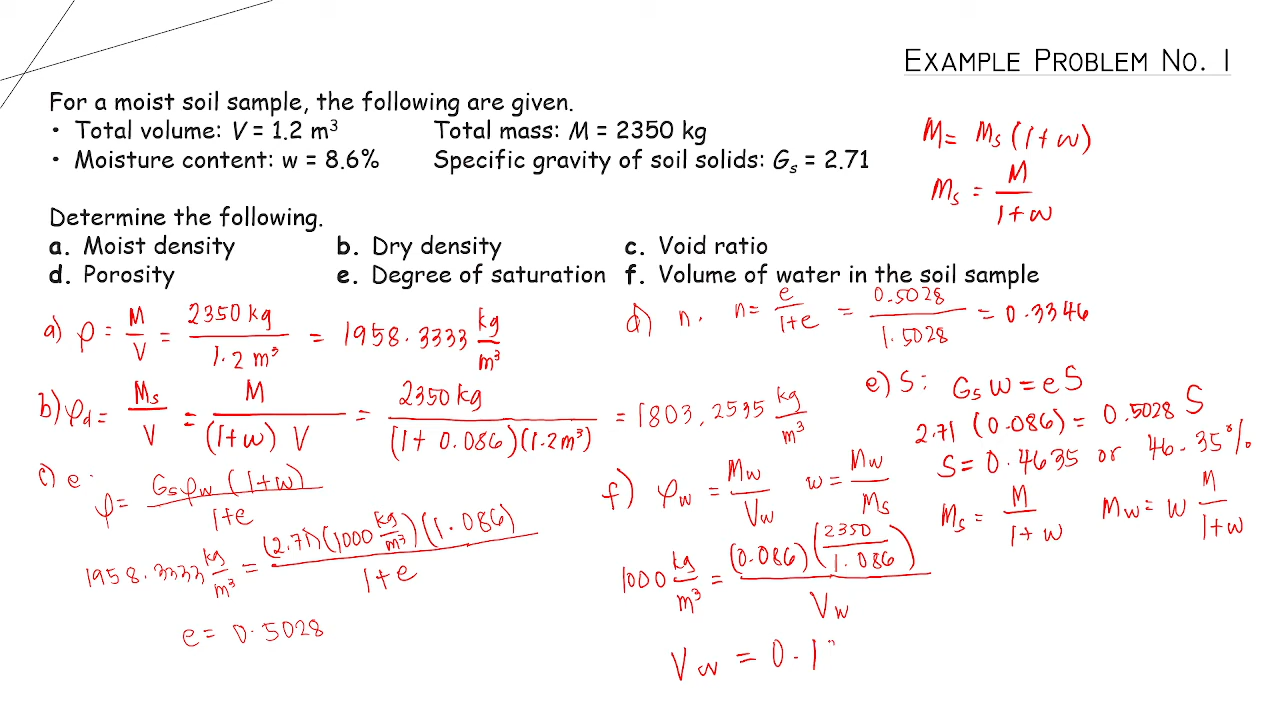 EXAMPLE PROBLEM NO. 1
For a moist soil sample, the following are given.
• Total volume: V = 1.2 m³ Total mass: M = 2350 kg
• Moisture content: w = 8.6% Specific gravity of soil solids: Gs = 2.71
M = Ms (1+w)
Ms = M / (1+w)
Determine the following.
a. Moist density b. Dry density c. Void ratio
d. Porosity e. Degree of saturation f. Volume of water in the soil sample
a) ρ = M/V = 2350 kg / 1.2 m³ = 1958.3333 kg/m³
b) ρd = Ms/V = M / (1+w) V = 2350 kg / (1 + 0.086)(1.2m³) = 1803.2535 kg/m³
c) e
ρ = Gs ρw (1+w) / 1+e
1958.3333 kg/m³ = (2.71)(1000 kg/m³)(1.086) / 1+e
e = 0.5028
d) n. n = e / 1+e = 0.5028 / 1.5028 = 0.3346
e) S: Gs w = e S
2.71 (0.086) = 0.5028 S
S = 0.4635 or 46.35%
f) ρw = Mw / Vw w = Mw / Ms Ms = M / 1+w Mw = w M / 1+w
1000 kg/m³ = (0.086) (2350 / 1.086) / Vw
Vw = 0.1